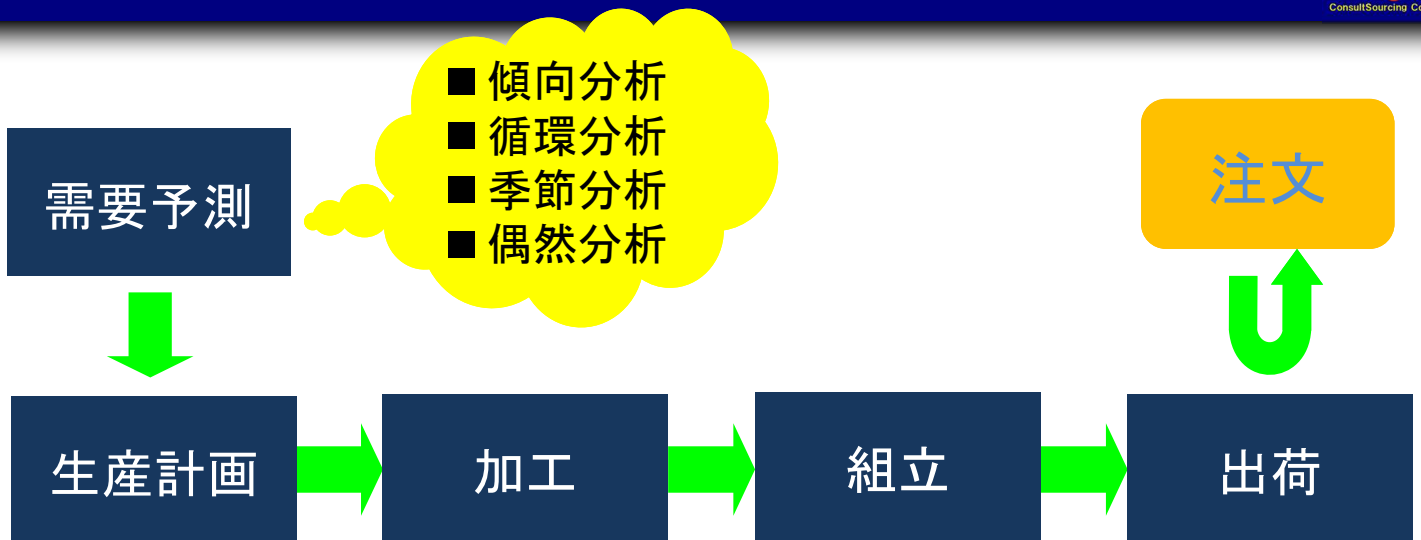 ConsultSourcing
■ 傾向分析
■ 循環分析
■ 季節分析
■ 偶然分析
需要予測
注文
生産計画
加工
組立
出荷